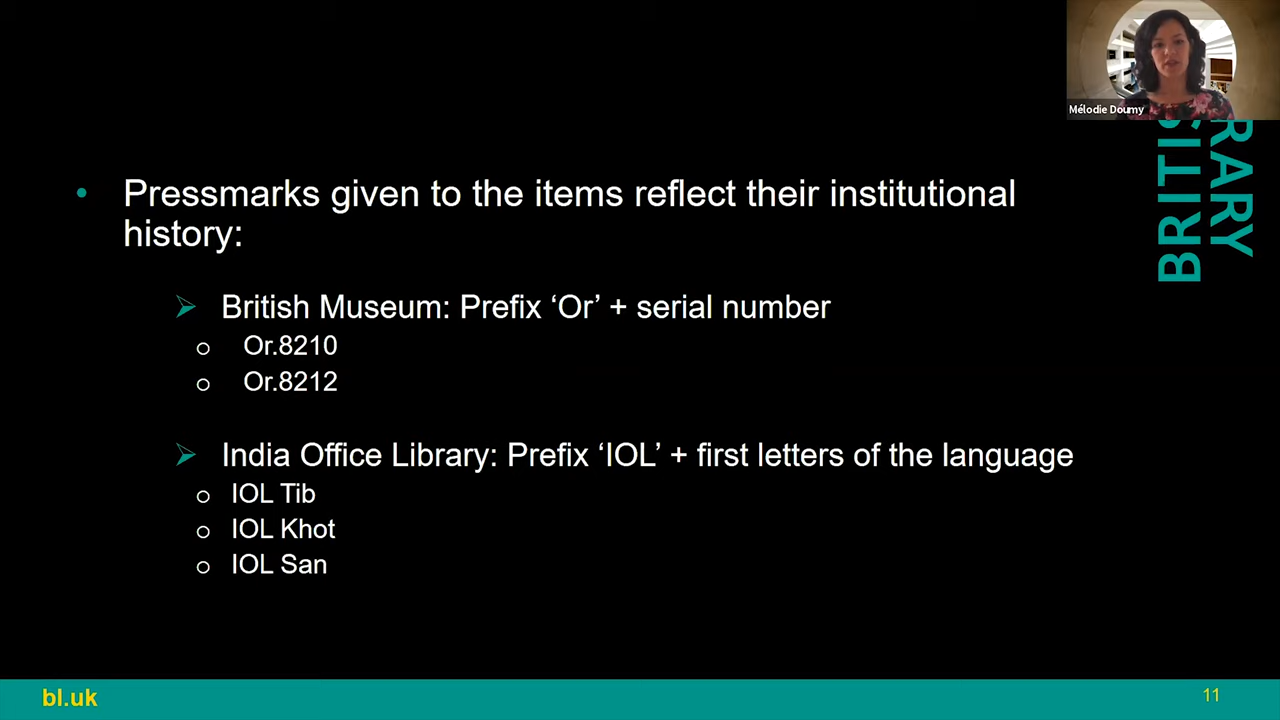 Mélodie Doumy
• Pressmarks given to the items reflect their institutional
history:
➢ British Museum: Prefix ‘Or’ + serial number
o Or.8210
o Or.8212
➢ India Office Library: Prefix ‘IOL’ + first letters of the language
o IOL Tib
o IOL Khot
o IOL San
BRITIS
RARY
bl.uk
11